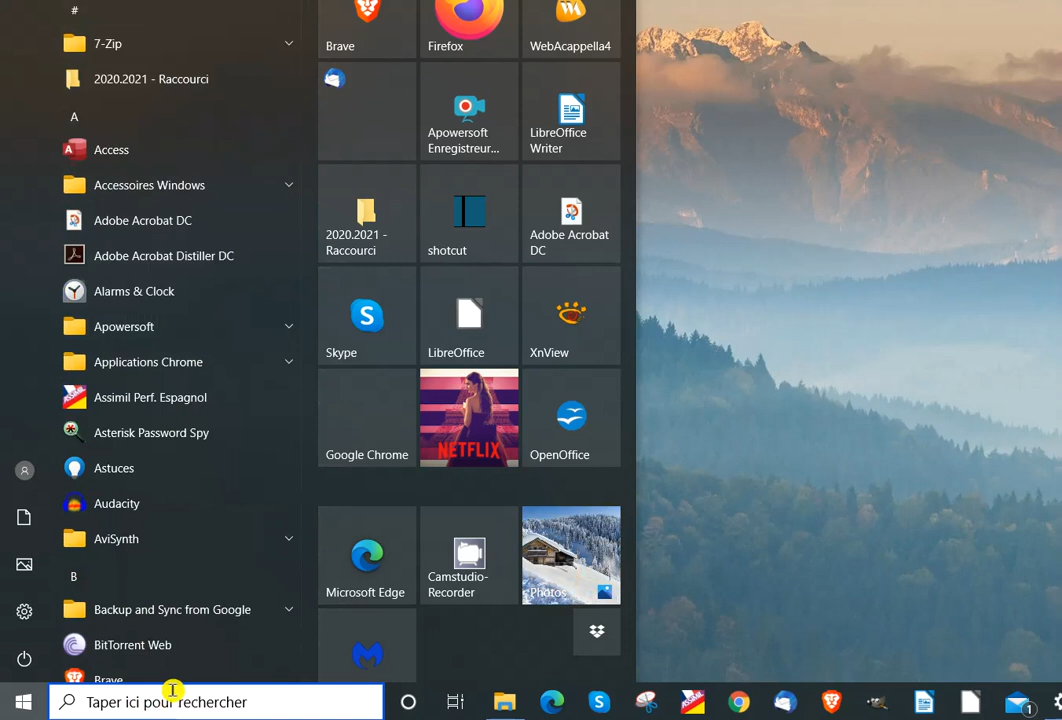 #
7-Zip
2020.2021 - Raccourci
A
Access
Accessoires Windows
Adobe Acrobat DC
Adobe Acrobat Distiller DC
Alarms & Clock
Apowersoft
Applications Chrome
Assimil Perf. Espagnol
Asterisk Password Spy
Astuces
Audacity
AviSynth
B
Backup and Sync from Google
BitTorrent Web
Brave
Brave
Firefox
WebAcappella4
Apowersoft
Enregistreur...
LibreOffice
Writer
2020.2021 -
Raccourci
shotcut
Adobe Acrobat
DC
Skype
LibreOffice
XnView
Google Chrome
NETFLIX
OpenOffice
Microsoft Edge
Camstudio-
Recorder
Photos
Taper ici pour rechercher
1